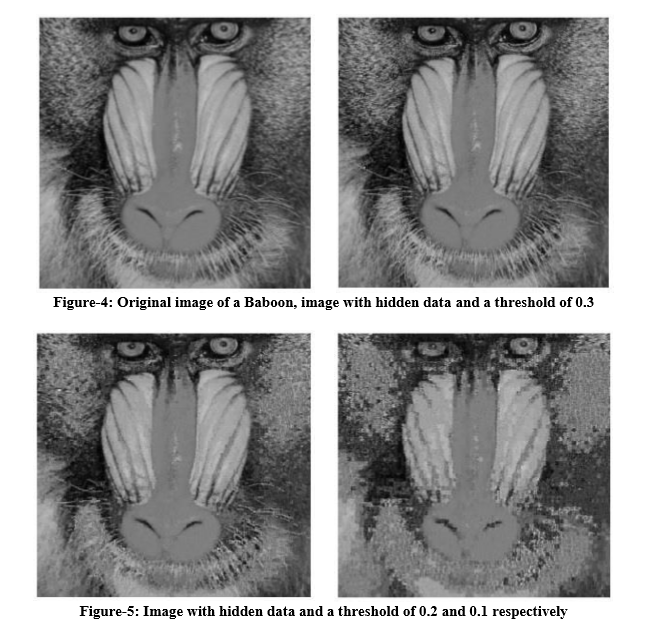 Figure-4: Original image of a Baboon, image with hidden data and a threshold of 0.3
Figure-5: Image with hidden data and a threshold of 0.2 and 0.1 respectively